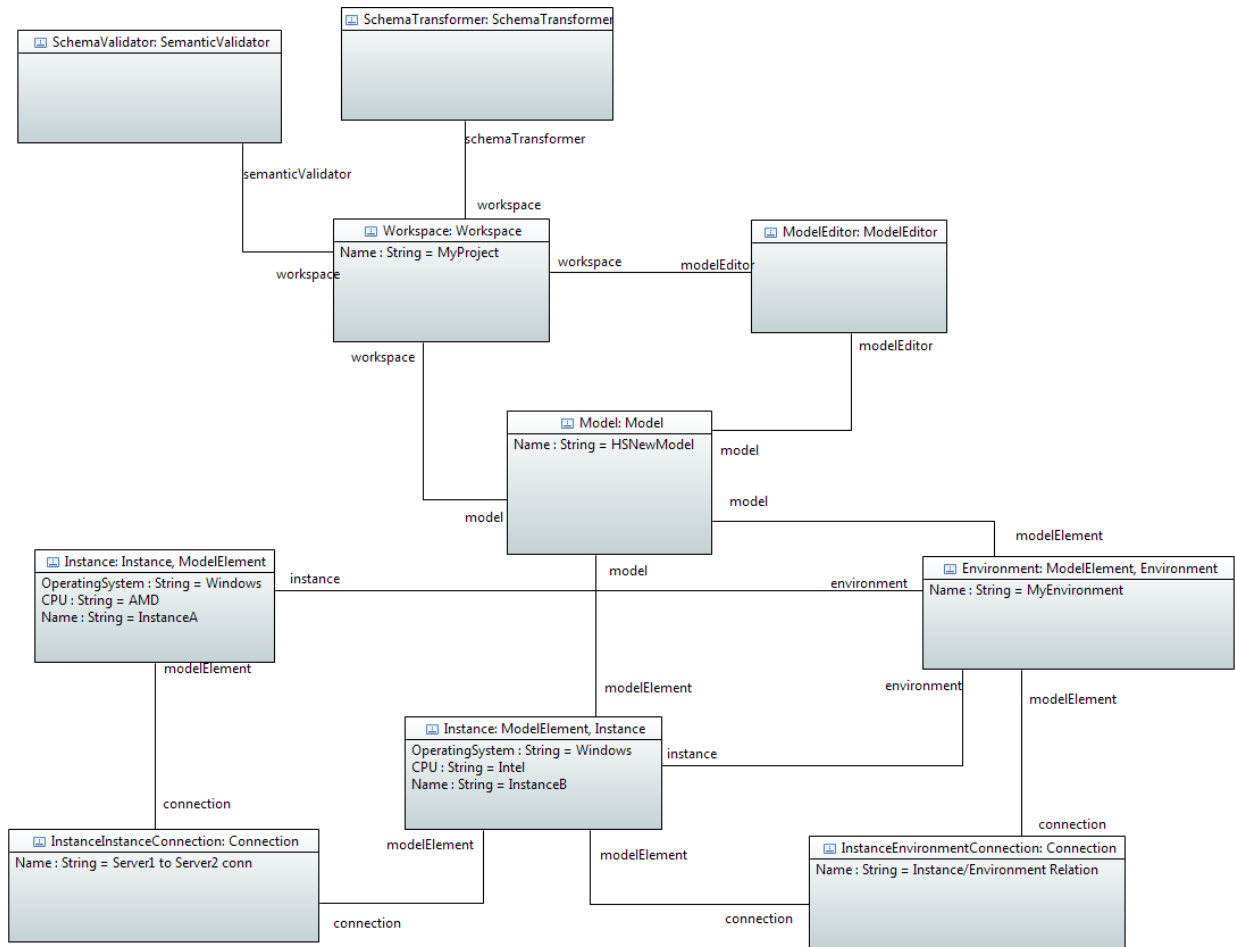 SchemaTransformer: SchemaTransformer
SchemaValidator: SemanticValidator
schemaTransformer
semanticValidator
workspace
Workspace: Workspace
Name : String = MyProject
workspace
workspace
modelEditor
ModelEditor: ModelEditor
modelEditor
workspace
Model: Model
Name : String = HSNewModel
model
model
model
modelElement
Instance: Instance, ModelElement
OperatingSystem : String = Windows
CPU : String = AMD
Name : String = InstanceA
instance
model
environment
Environment: ModelElement, Environment
Name : String = MyEnvironment
modelElement
modelElement
environment
modelElement
Instance: ModelElement, Instance
OperatingSystem : String = Windows
CPU : String = Intel
Name : String = InstanceB
instance
connection
connection
InstanceInstanceConnection: Connection
Name : String = Server1 to Server2 conn
modelElement
modelElement
InstanceEnvironmentConnection: Connection
Name : String = Instance/Environment Relation
connection
connection